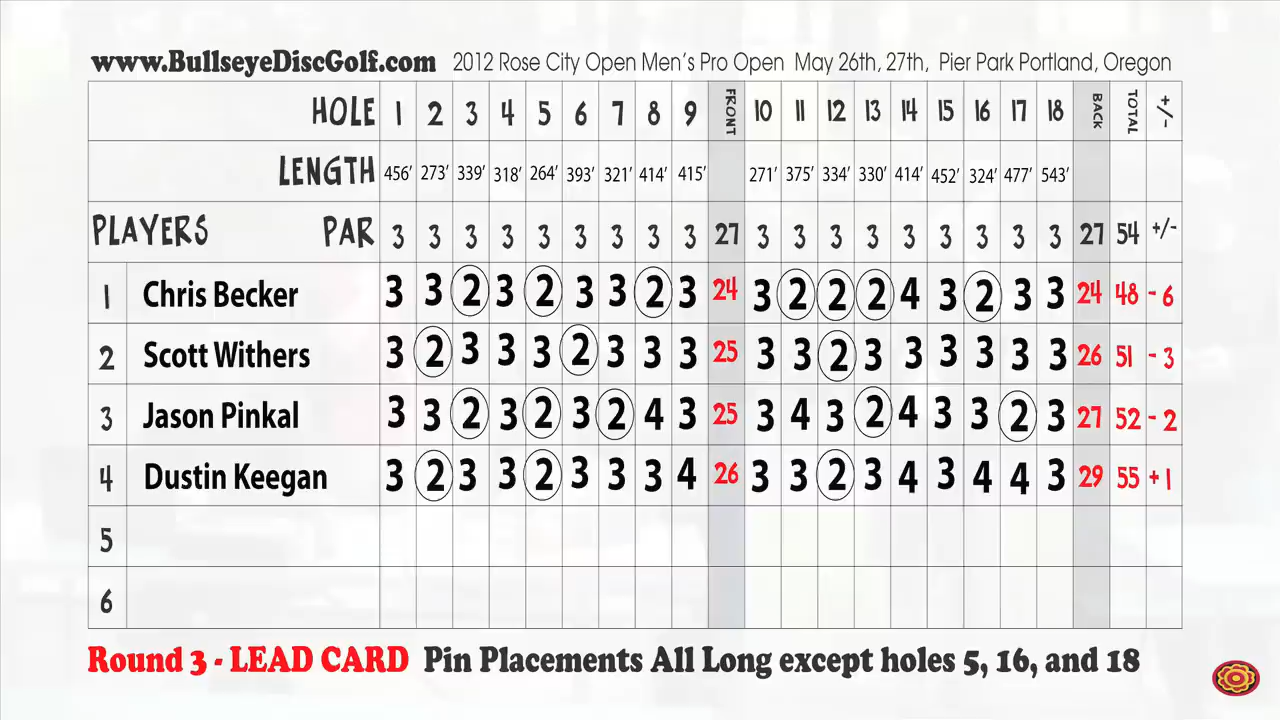 www.BullseyeDiscGolf.com 2012 Rose City Open Men's Pro Open May 26th, 27th, Pier Park Portland, Oregon
HOLE 1 2 3 4 5 6 7 8 9 FRONT 10 11 12 13 14 15 16 17 18 BACK TOTAL +/-
LENGTH 456' 273' 339' 318' 264' 393' 321' 414' 415' 271' 375' 334' 330' 414' 452' 324' 477' 543'
PLAYERS PAR 3 3 3 3 3 3 3 3 3 27 3 3 3 3 3 3 3 3 3 27 54 +/-
1 Chris Becker 3 3 2 3 2 3 3 2 3 24 3 2 2 2 4 3 2 3 3 24 48 - 6
2 Scott Withers 3 2 3 3 3 2 3 3 3 25 3 3 2 3 3 3 3 3 3 26 51 - 3
3 Jason Pinkal 3 3 2 3 2 3 2 4 3 25 3 4 3 2 4 3 3 2 3 27 52 - 2
4 Dustin Keegan 3 2 3 3 2 3 3 3 4 26 3 3 2 3 4 3 4 4 3 29 55 + 1
5
6
Round 3 - LEAD CARD Pin Placements All Long except holes 5, 16, and 18